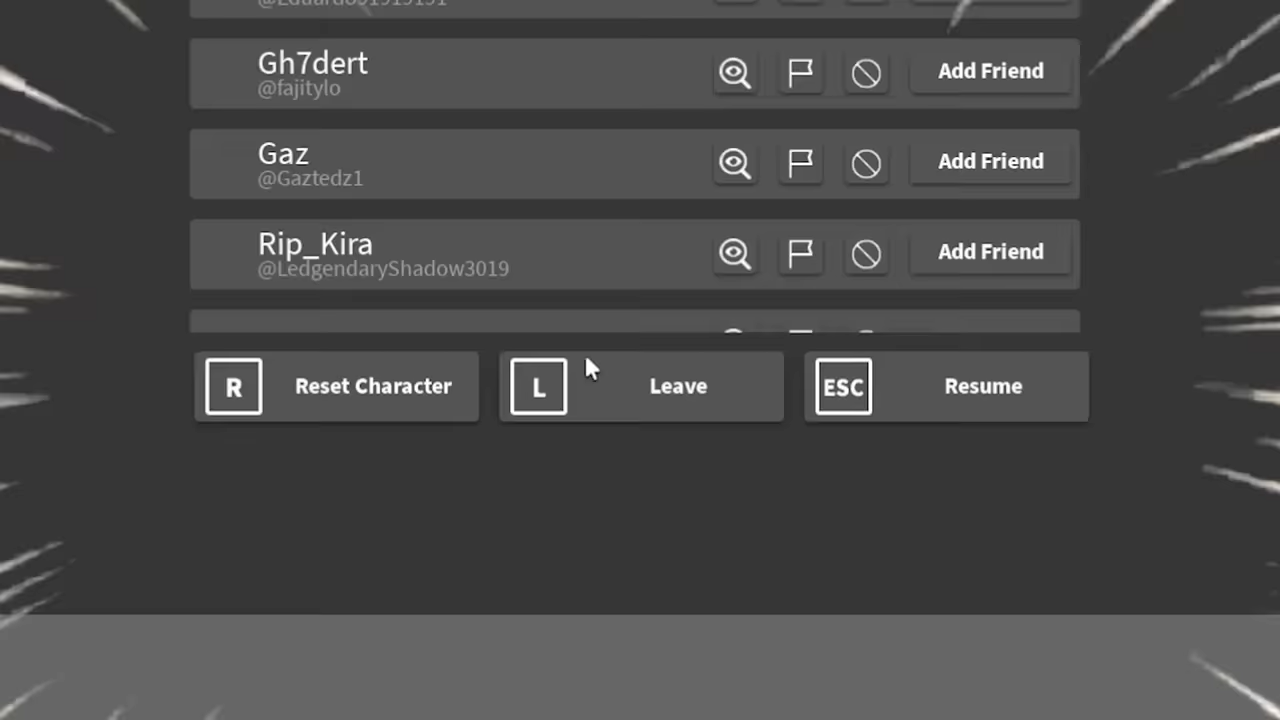 Gh7dert
@fajitylo
Add Friend
Gaz
@Gaztedz1
Add Friend
Rip_Kira
@LedgendaryShadow3019
Add Friend
R Reset Character
L Leave
ESC Resume